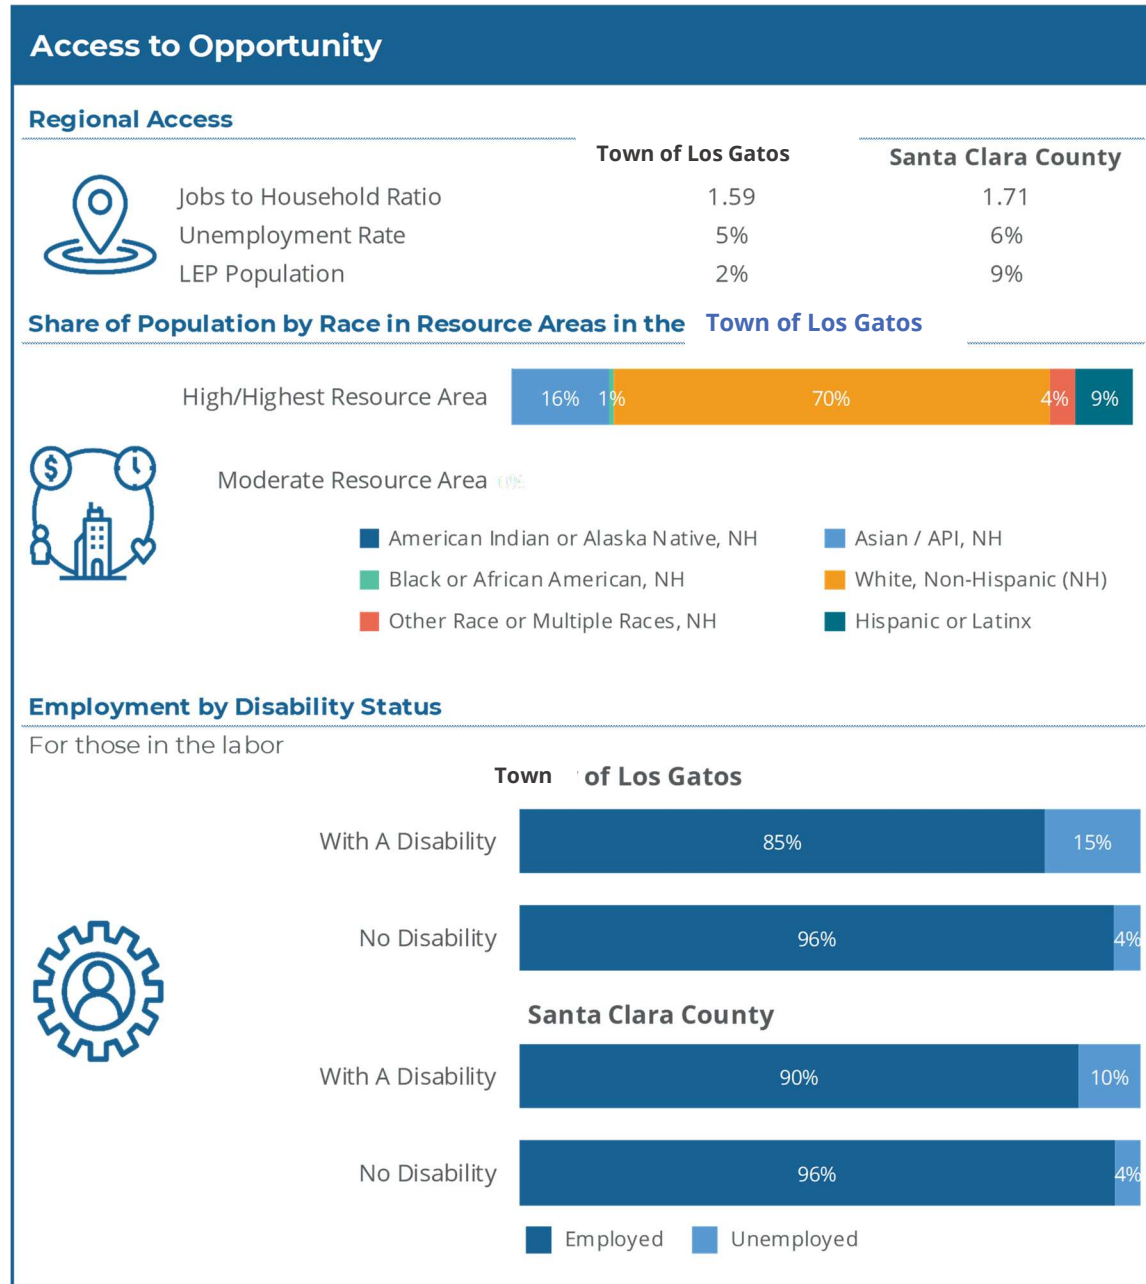 Access to Opportunity
Regional Access
Town of Los Gatos Santa Clara County
Jobs to Household Ratio 1.59 1.71
Unemployment Rate 5% 6%
LEP Population 2% 9%
Share of Population by Race in Resource Areas in the Town of Los Gatos
High/Highest Resource Area 16% 1% 70% 4% 9%
$
Moderate Resource Area
American Indian or Alaska Native, NH Asian / API, NH
Black or African American, NH White, Non-Hispanic (NH)
Other Race or Multiple Races, NH Hispanic or Latinx
Employment by Disability Status
For those in the labor
Town of Los Gatos
With A Disability 85% 15%
No Disability 96% 4%
Santa Clara County
With A Disability 90% 10%
No Disability 96% 4%
Employed Unemployed